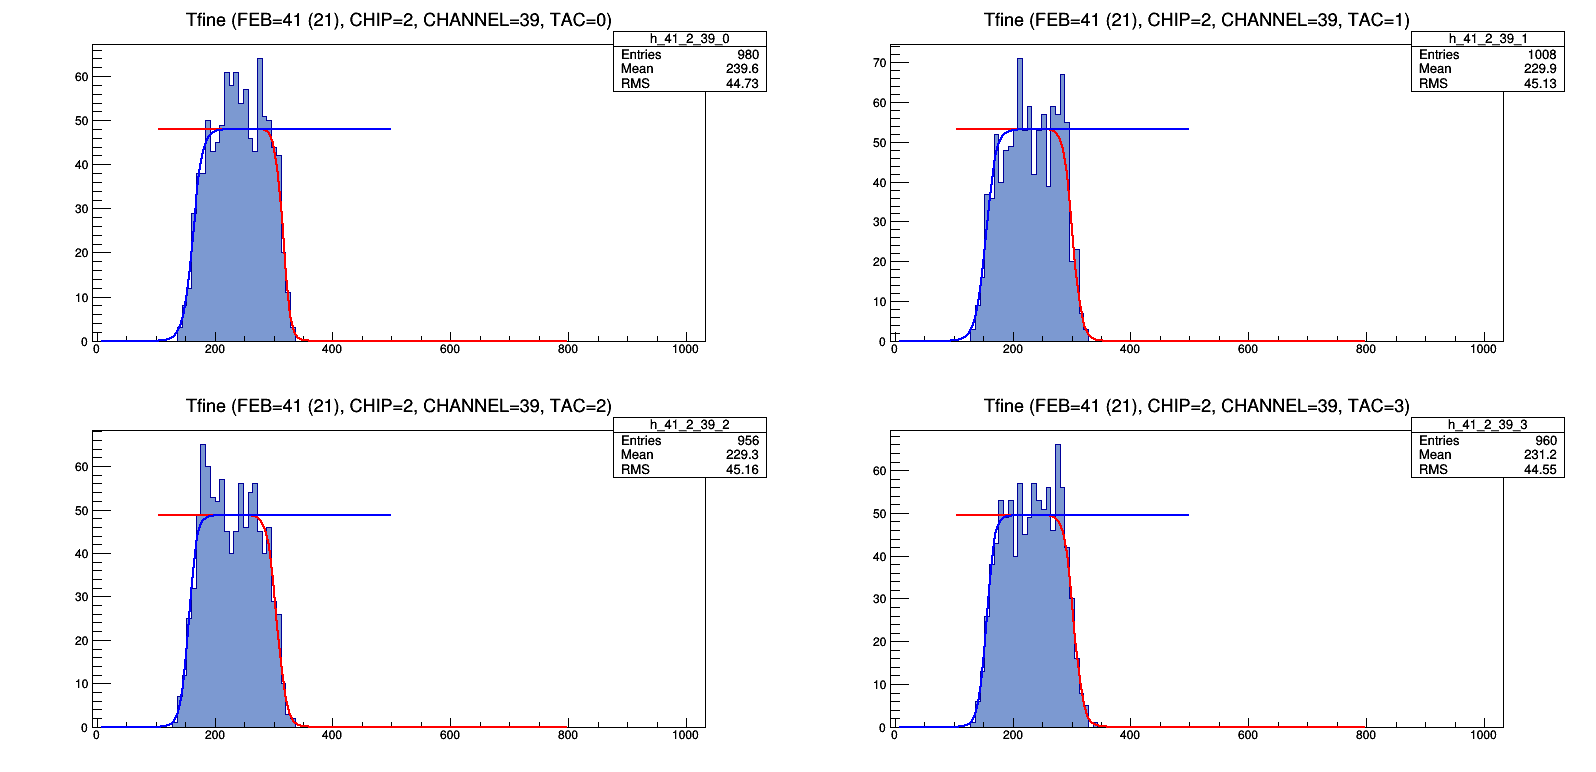 Tfine (FEB=41 (21), CHIP=2, CHANNEL=39, TAC=0)
h_41_2_39_0
Entries 980
Mean 239.6
RMS 44.73
60
50
40
30
20
10
0
0 200 400 600 800 1000
Tfine (FEB=41 (21), CHIP=2, CHANNEL=39, TAC=1)
h_41_2_39_1
Entries 1008
Mean 229.9
RMS 45.13
70
60
50
40
30
20
10
0
0 200 400 600 800 1000
Tfine (FEB=41 (21), CHIP=2, CHANNEL=39, TAC=2)
h_41_2_39_2
Entries 956
Mean 229.3
RMS 45.16
60
50
40
30
20
10
0
0 200 400 600 800 1000
Tfine (FEB=41 (21), CHIP=2, CHANNEL=39, TAC=3)
h_41_2_39_3
Entries 960
Mean 231.2
RMS 44.55
60
50
40
30
20
10
0
0 200 400 600 800 1000